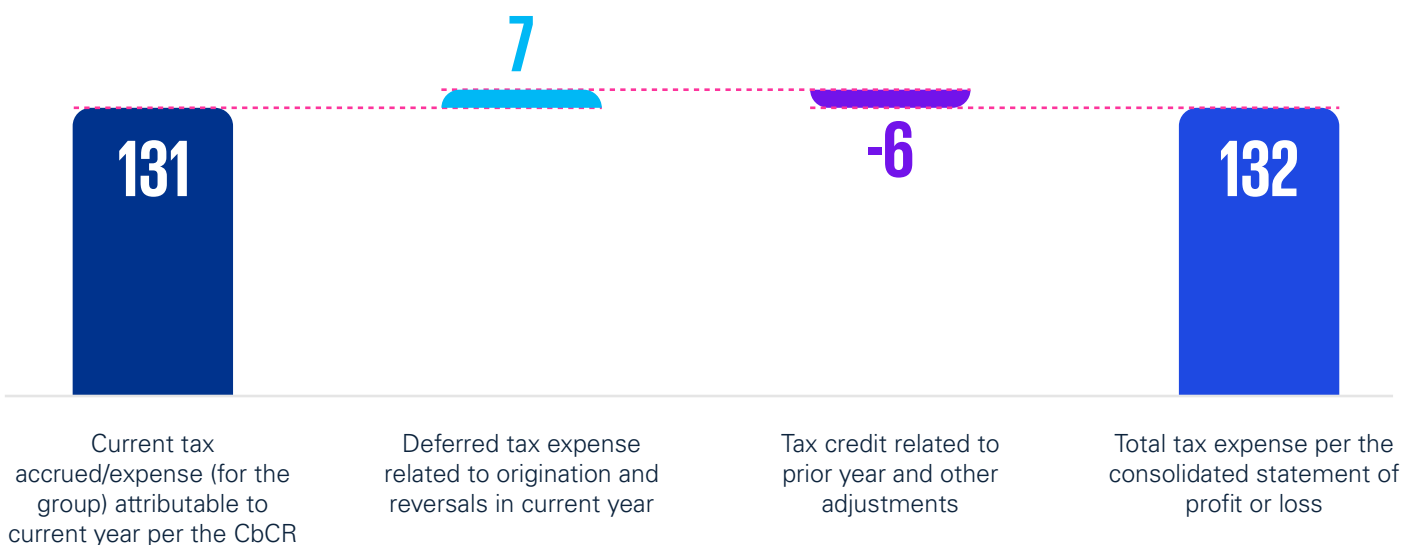 7
131
-6
132
Current tax
accrued/expense (for the
group) attributable to
current year per the CbCR
Deferred tax expense
related to origination and
reversals in current year
Tax credit related to
prior year and other
adjustments
Total tax expense per the
consolidated statement of
profit or loss